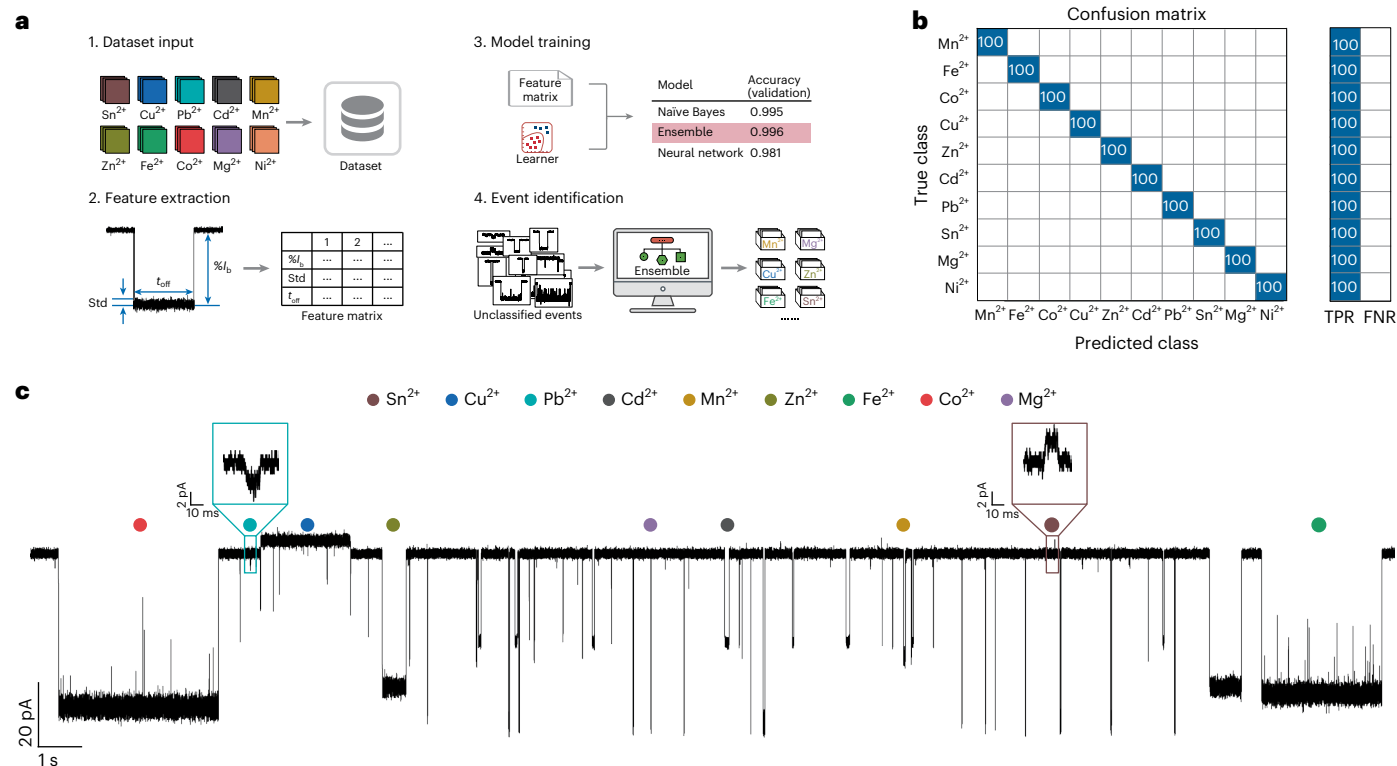 a
1. Dataset input
Sn2+ Cu2+ Pb2+ Cd2+ Mn2+
Zn2+ Fe2+ Co2+ Mg2+ Ni2+
Dataset
2. Feature extraction
%Ib
toff
Std
1 2 ...
%Ib ... ... ...
Std ... ... ...
toff ... ... ...
Feature matrix
3. Model training
Feature
matrix
Learner
Model Accuracy
(validation)
Naïve Bayes 0.995
Ensemble 0.996
Neural network 0.981
4. Event identification
Unclassified events
Ensemble
Mn2+ Mg2+
Cu2+ Zn2+
Fe2+ Sn2+
......
b
Confusion matrix
True class
Mn2+ 100 100
Fe2+ 100 100
Co2+ 100 100
Cu2+ 100 100
Zn2+ 100 100
Cd2+ 100 100
Pb2+ 100 100
Sn2+ 100 100
Mg2+ 100 100
Ni2+ 100 100
Mn2+ Fe2+ Co2+ Cu2+ Zn2+ Cd2+ Pb2+ Sn2+ Mg2+ Ni2+ TPR FNR
Predicted class
c
Sn2+ Cu2+ Pb2+ Cd2+ Mn2+ Zn2+ Fe2+ Co2+ Mg2+
2 pA
10 ms
2 pA
10 ms
20 pA
1 s